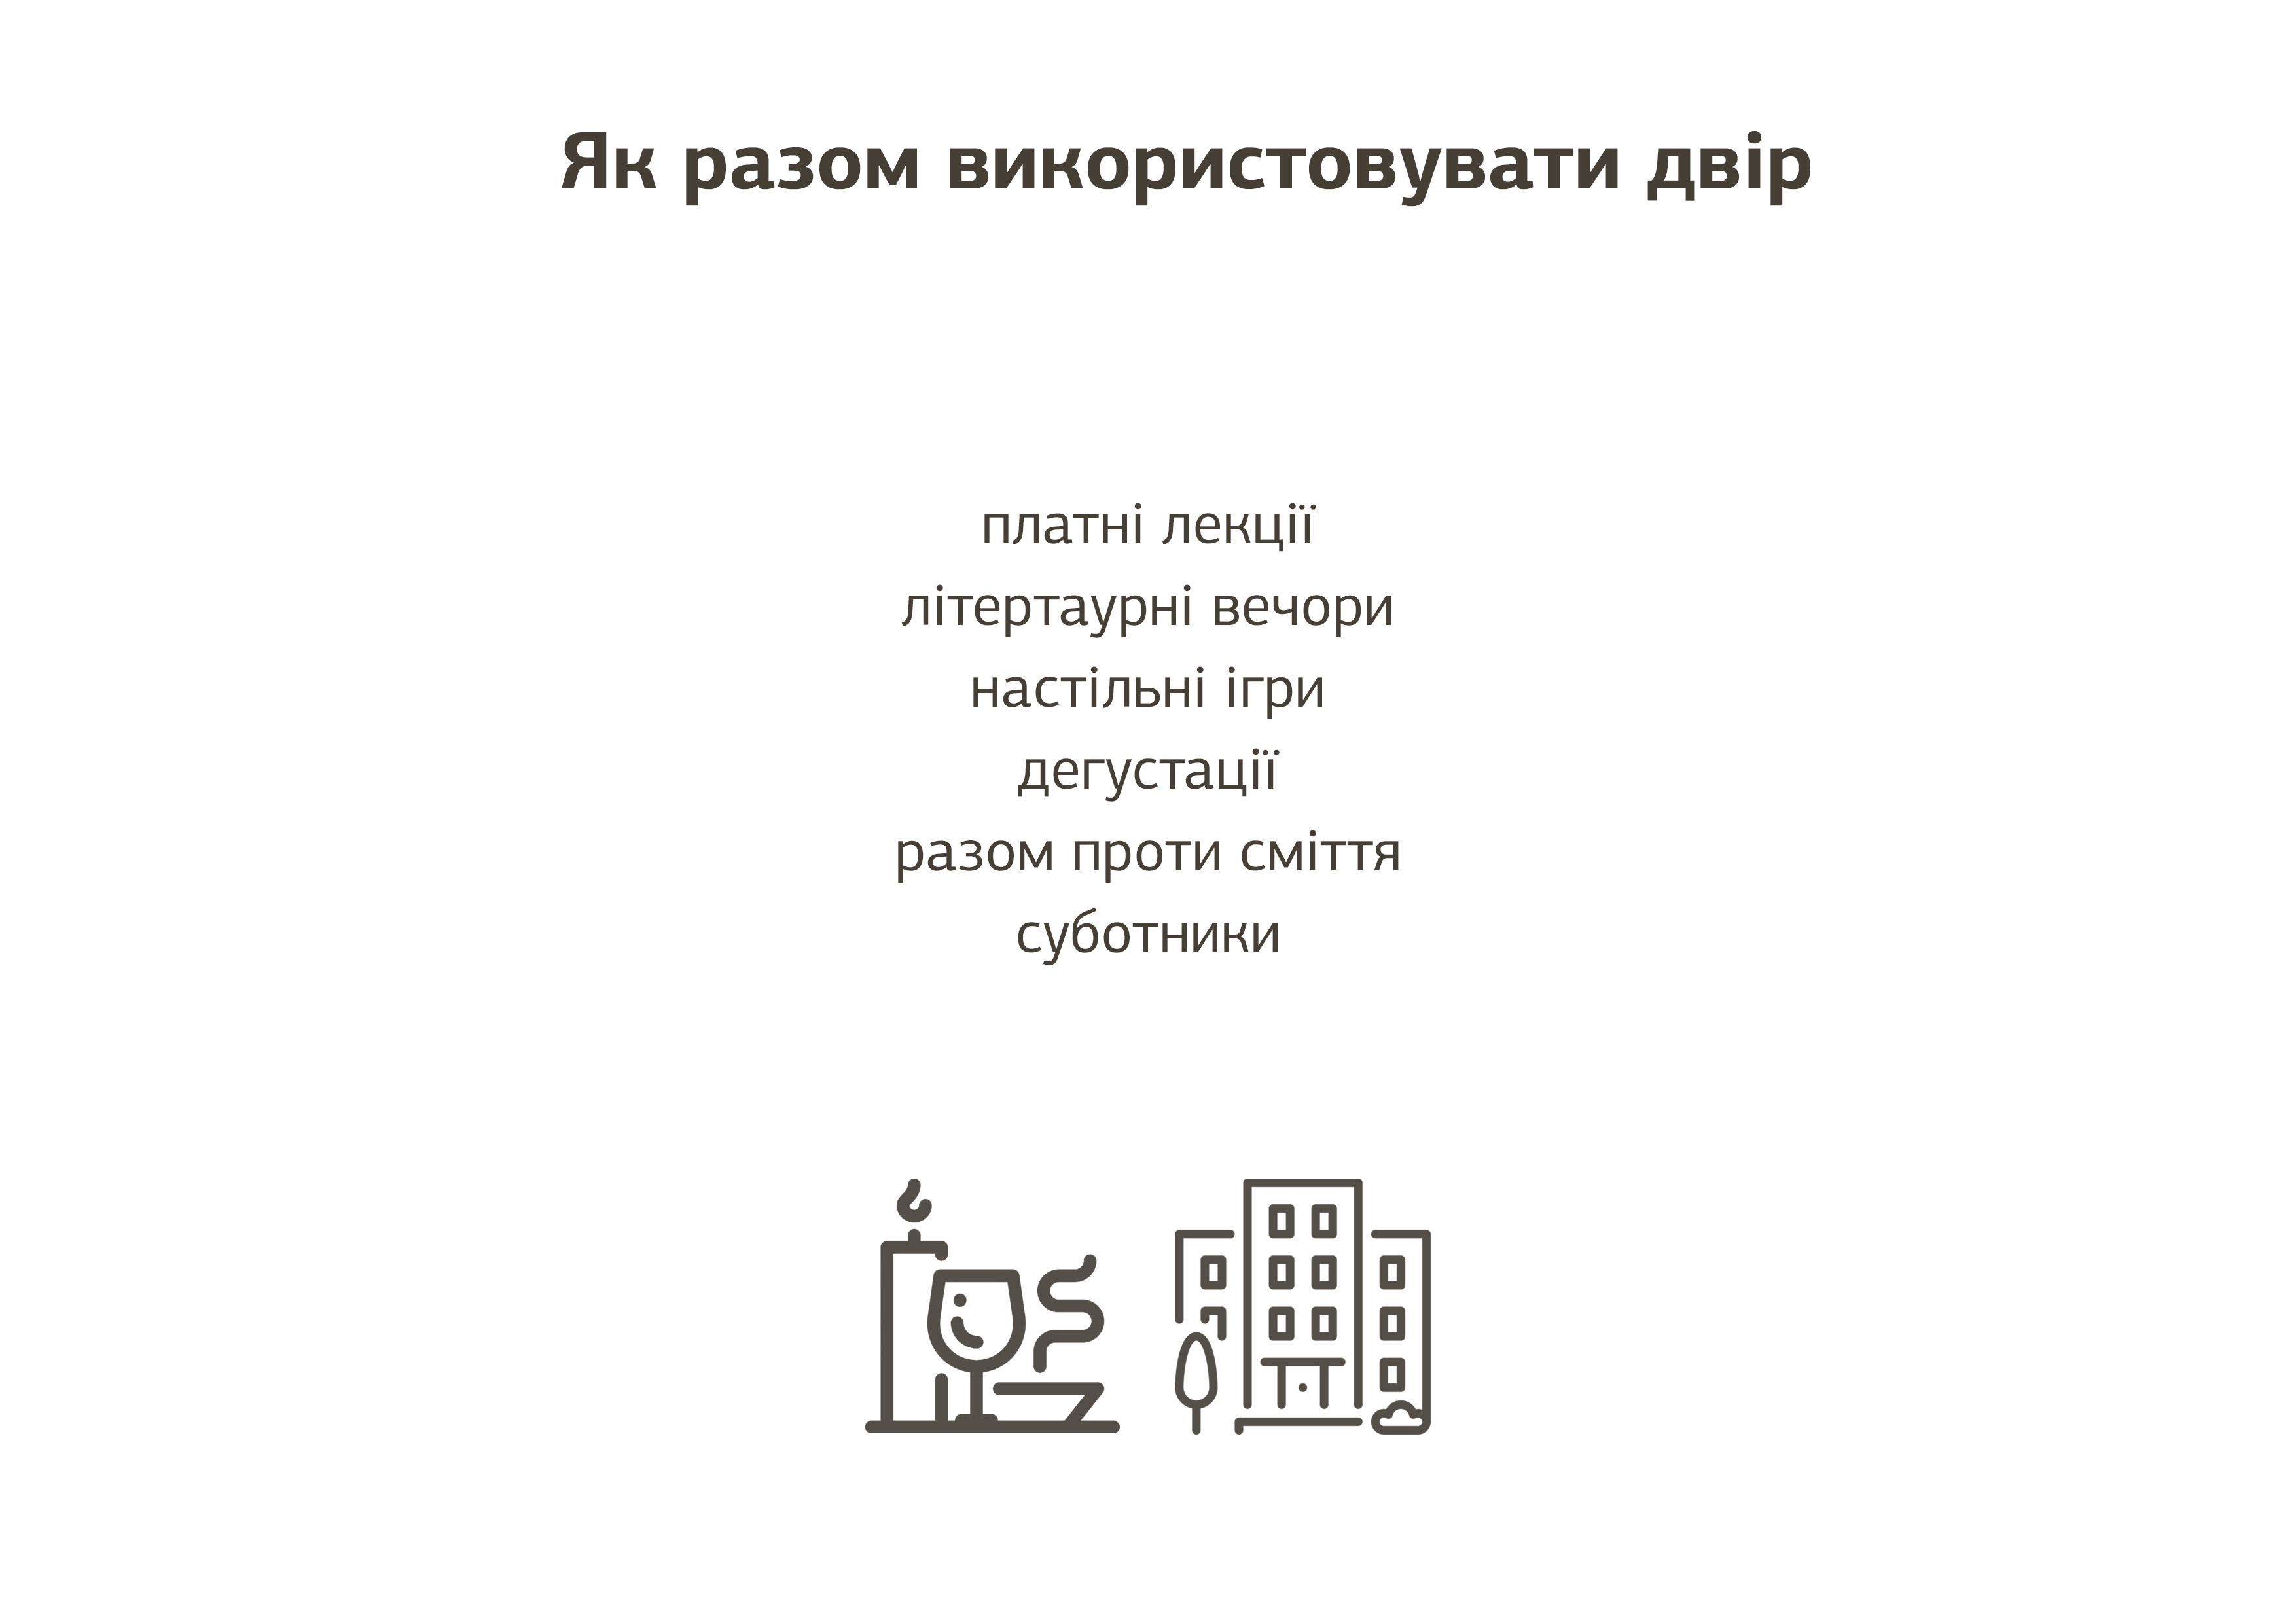 Як разом використовувати двір
платні лекції
літертаурні вечори
настільні ігри
дегустації
разом проти сміття
суботники